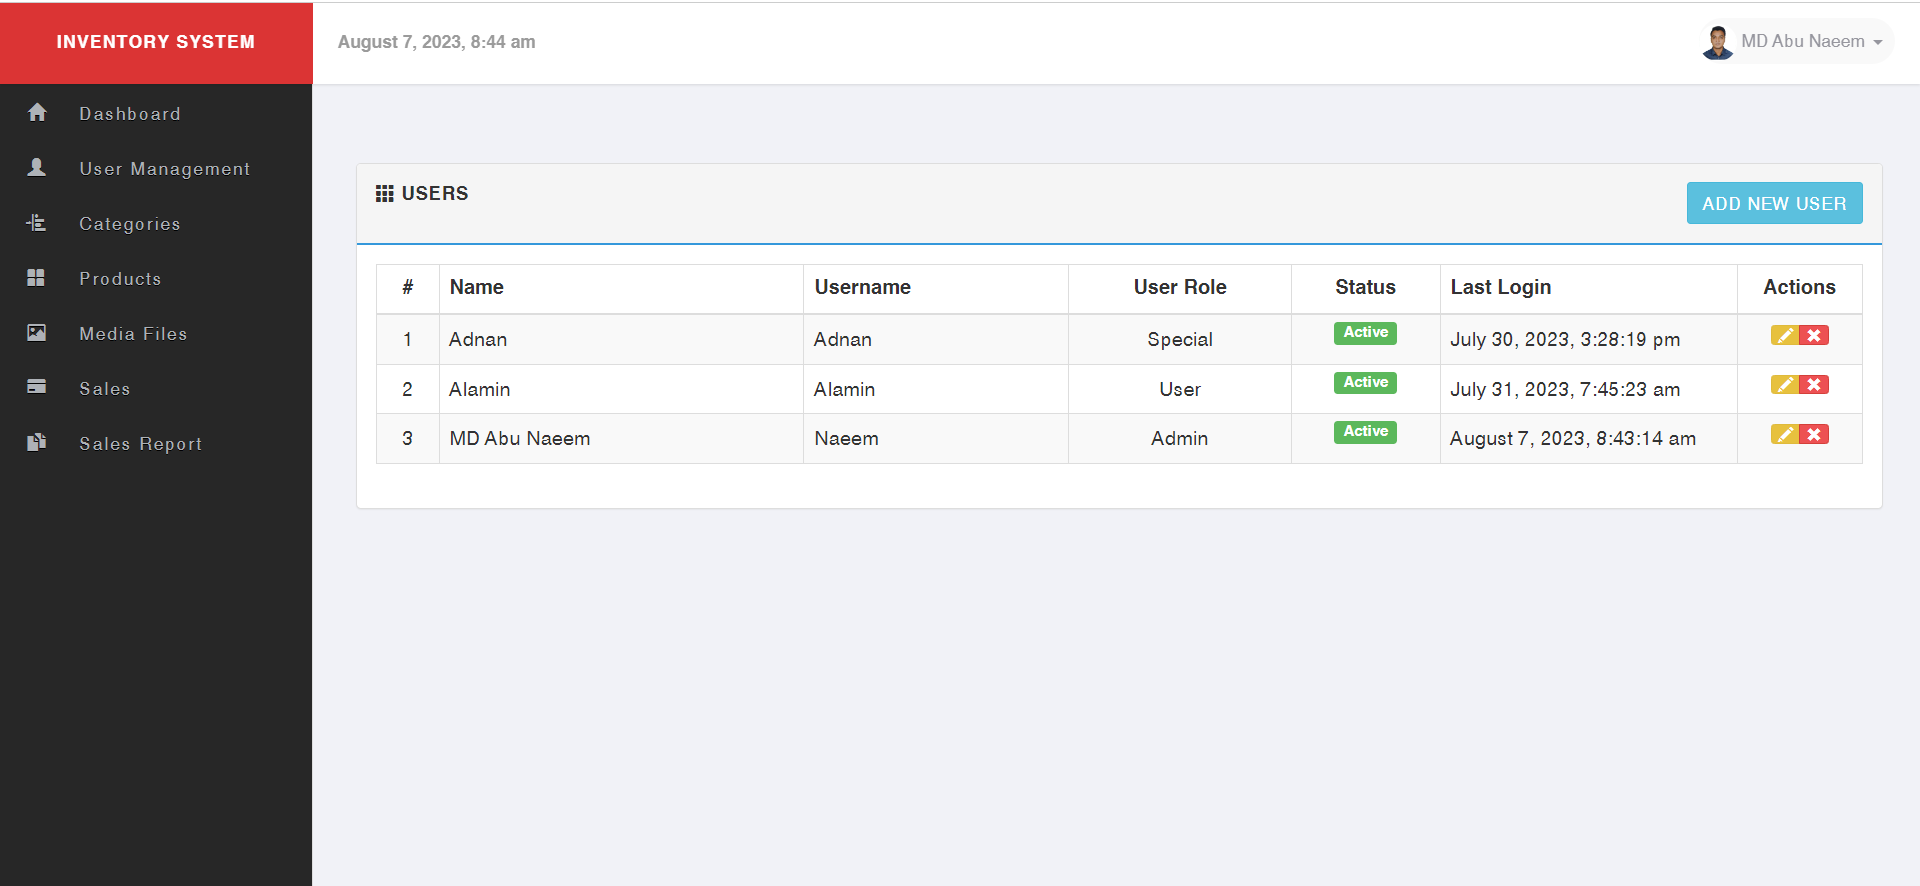 INVENTORY SYSTEM
August 7, 2023, 8:44 am
MD Abu Naeem
Dashboard
User Management
Categories
Products
Media Files
Sales
Sales Report
USERS
ADD NEW USER
# Name Username User Role Status Last Login Actions
1 Adnan Adnan Special Active July 30, 2023, 3:28:19 pm
2 Alamin Alamin User Active July 31, 2023, 7:45:23 am
3 MD Abu Naeem Naeem Admin Active August 7, 2023, 8:43:14 am